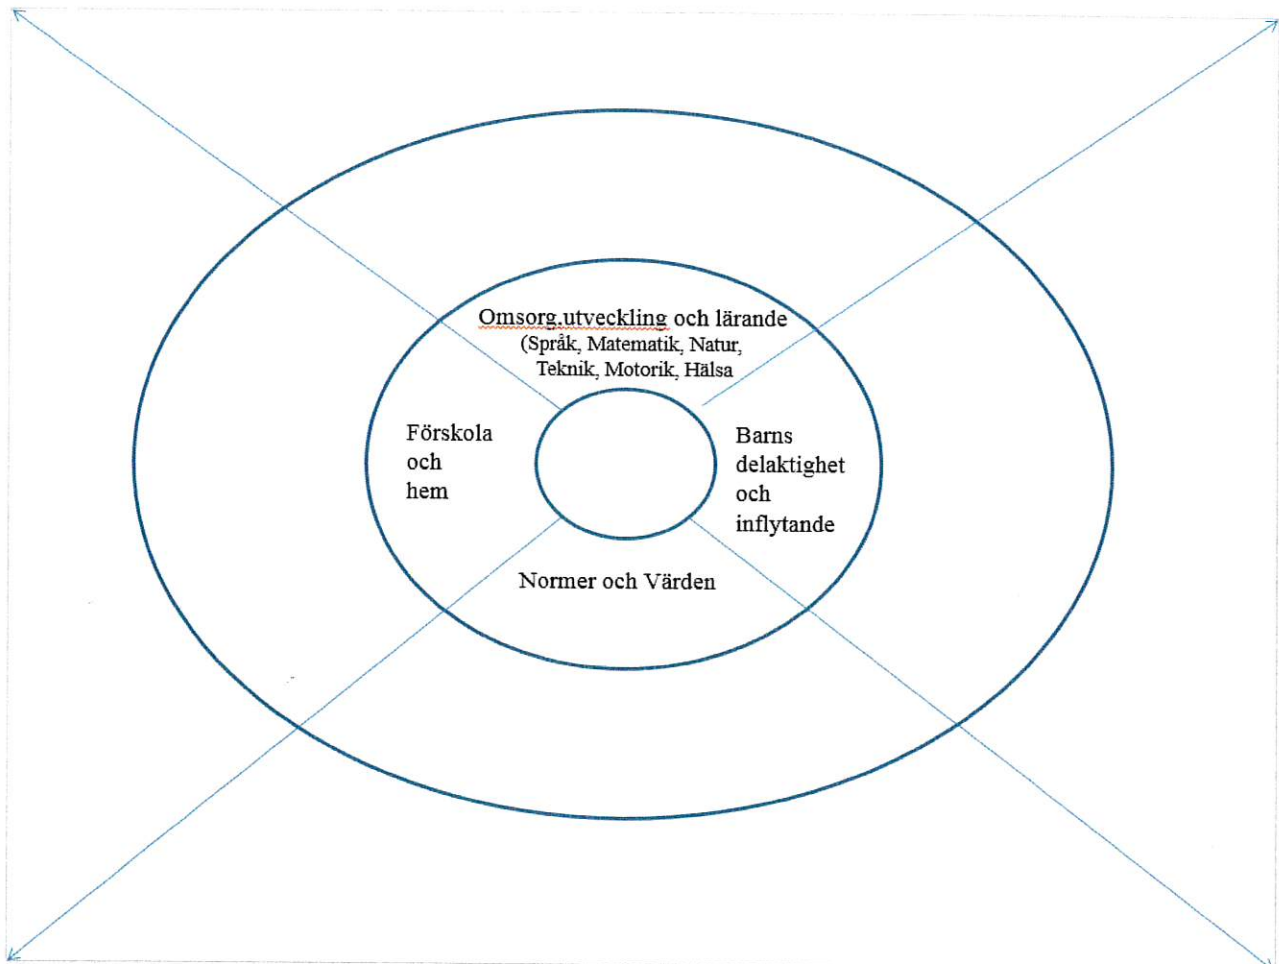 Omsorg,utveckling och lärande
(Språk, Matematik, Natur,
Teknik, Motorik, Hälsa
Förskola
och
hem
Barns
delaktighet
och
inflytande
Normer och Värden